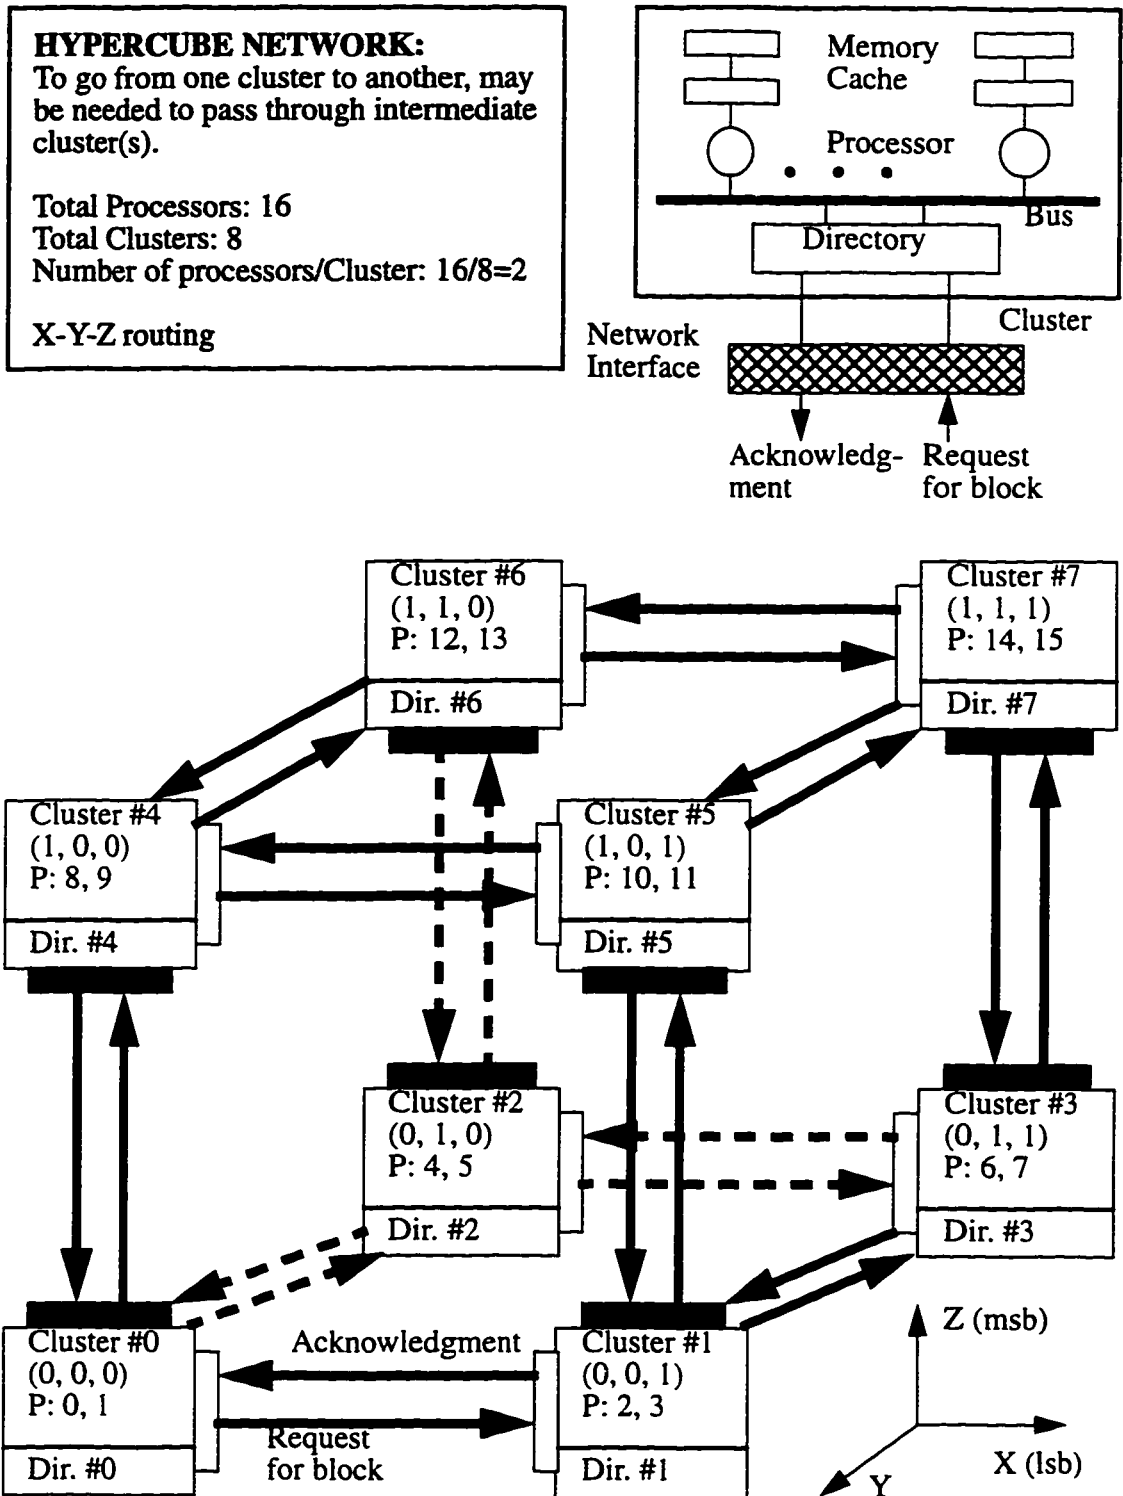 HYPERCUBE NETWORK:
To go from one cluster to another, may
be needed to pass through intermediate
cluster(s).
Total Processors: 16
Total Clusters: 8
Number of processors/Cluster: 16/8=2
X-Y-Z routing
Memory
Cache
Processor
Bus
Directory
Cluster
Network
Interface
Acknowledg-
ment
Request
for block
Cluster #6
(1, 1, 0)
P: 12, 13
Dir. #6
Cluster #7
(1, 1, 1)
P: 14, 15
Dir. #7
Cluster #4
(1, 0, 0)
P: 8, 9
Dir. #4
Cluster #5
(1, 0, 1)
P: 10, 11
Dir. #5
Cluster #2
(0, 1, 0)
P: 4, 5
Dir. #2
Cluster #3
(0, 1, 1)
P: 6, 7
Dir. #3
Cluster #0
(0, 0, 0)
P: 0, 1
Dir. #0
Acknowledgment
Request
for block
Cluster #1
(0, 0, 1)
P: 2, 3
Dir. #1
Z (msb)
X (lsb)
Y